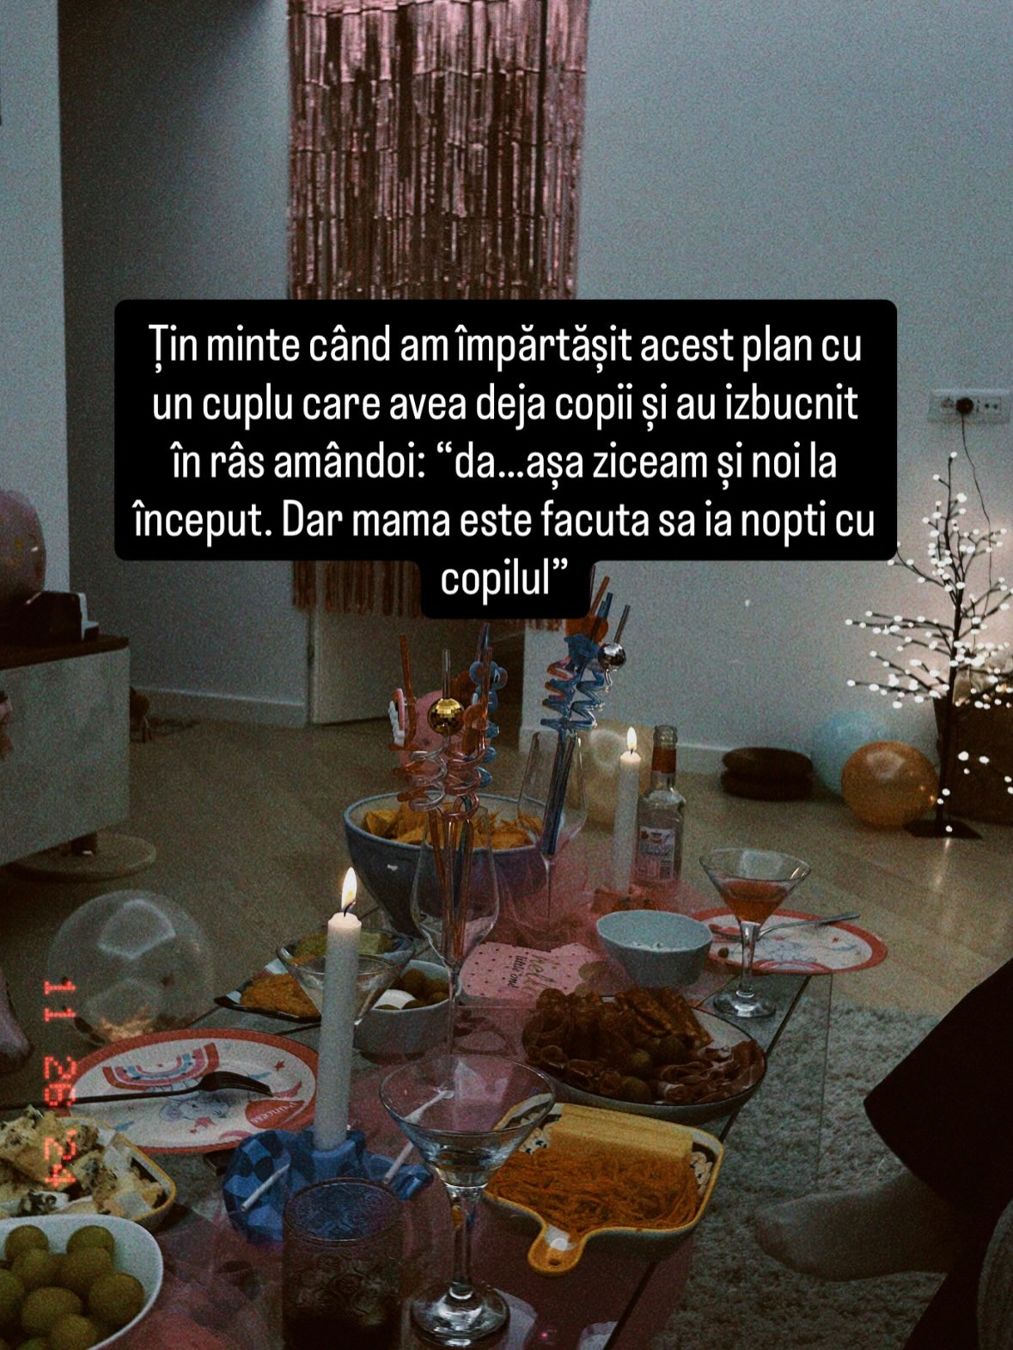 Țin minte când am împărtășit acest plan cu
un cuplu care avea deja copii și au izbucnit
în râs amândoi: “da...așa ziceam și noi la
început. Dar mama este facuta sa ia nopti cu
copilul”
11 26 '24